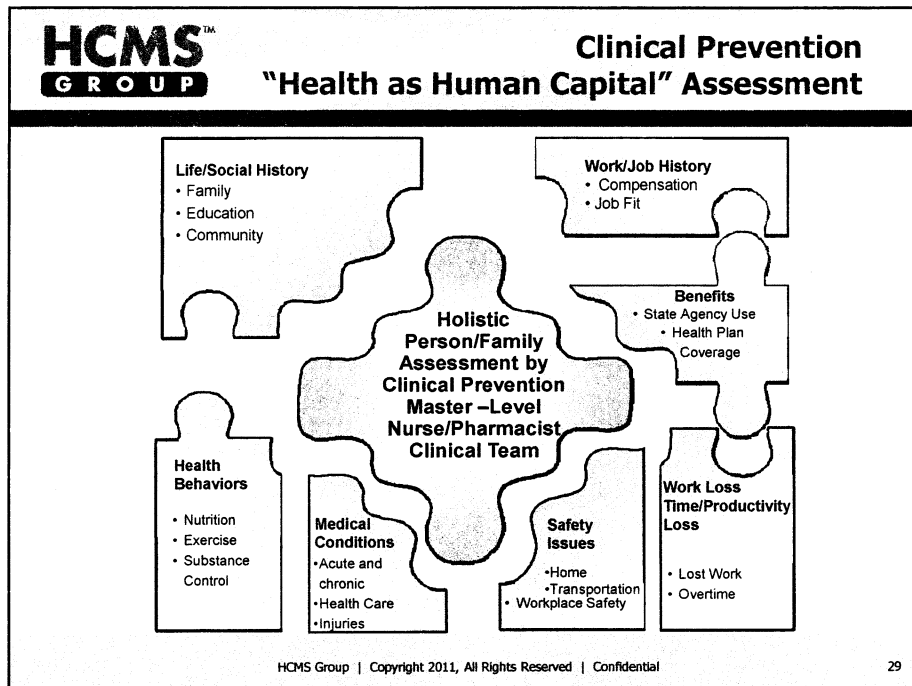 HCMS™
GROUP
Clinical Prevention
“Health as Human Capital” Assessment
Life/Social History
• Family
• Education
• Community
Work/Job History
• Compensation
• Job Fit
Benefits
• State Agency Use
• Health Plan
Coverage
Holistic
Person/Family
Assessment by
Clinical Prevention
Master –Level
Nurse/Pharmacist
Clinical Team
Health
Behaviors
• Nutrition
• Exercise
• Substance
Control
Medical
Conditions
•Acute and
chronic
•Health Care
•Injuries
Safety
Issues
•Home
•Transportation
• Workplace Safety
Work Loss
Time/Productivity
Loss
• Lost Work
• Overtime
HCMS Group | Copyright 2011, All Rights Reserved | Confidential
29